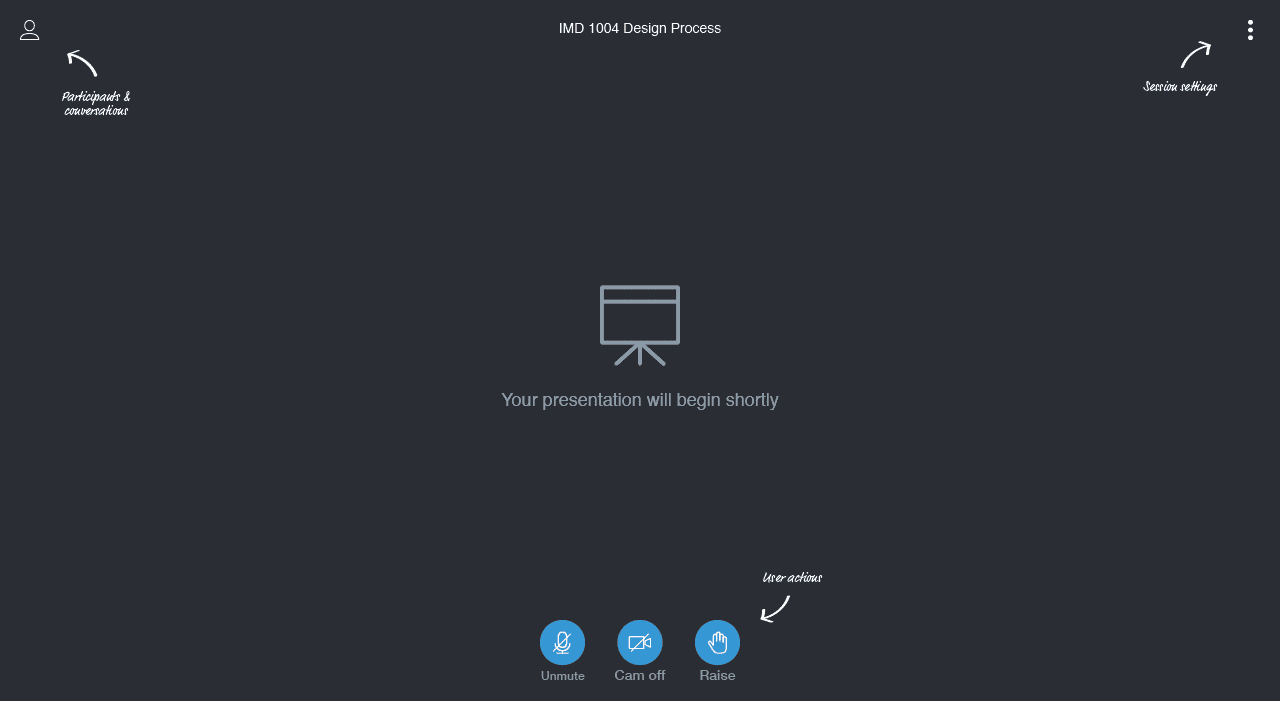 IMD 1004 Design Process
Participants &
conversations
Session settings
Your presentation will begin shortly
User actions
Unmute
Cam off
Raise